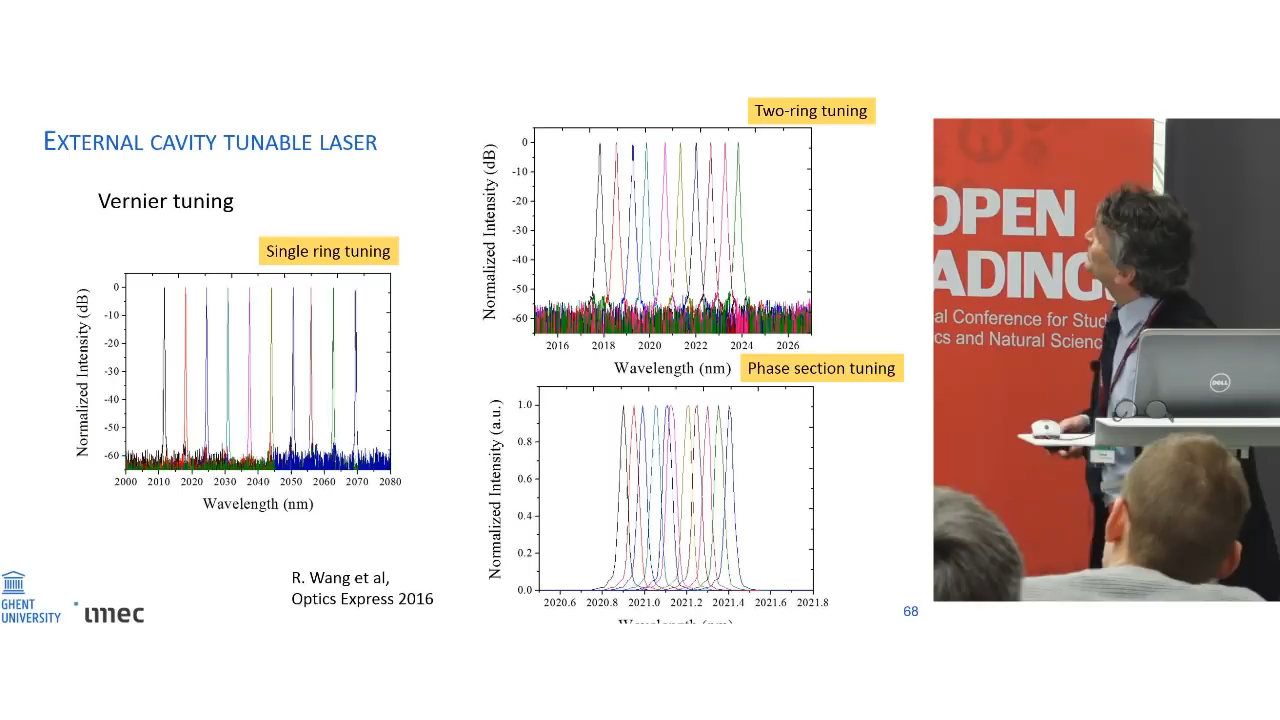 EXTERNAL CAVITY TUNABLE LASER
Vernier tuning
Single ring tuning
Normalized Intensity (dB)
0
-10
-20
-30
-40
-50
-60
2000 2010 2020 2030 2040 2050 2060 2070 2080
Wavelength (nm)
Two-ring tuning
Normalized Intensity (dB)
0
-10
-20
-30
-40
-50
-60
2016 2018 2020 2022 2024 2026
Wavelength (nm)
Phase section tuning
Normalized Intensity (a.u.)
1.0
0.8
0.6
0.4
0.2
0.0
2020.6 2020.8 2021.0 2021.2 2021.4 2021.6 2021.8
Wavelength (nm)
R. Wang et al,
Optics Express 2016
GHENT
UNIVERSITY
imec
68
OPEN
ADING
al Conference for Stud
cs and Natural Scienc
DELL